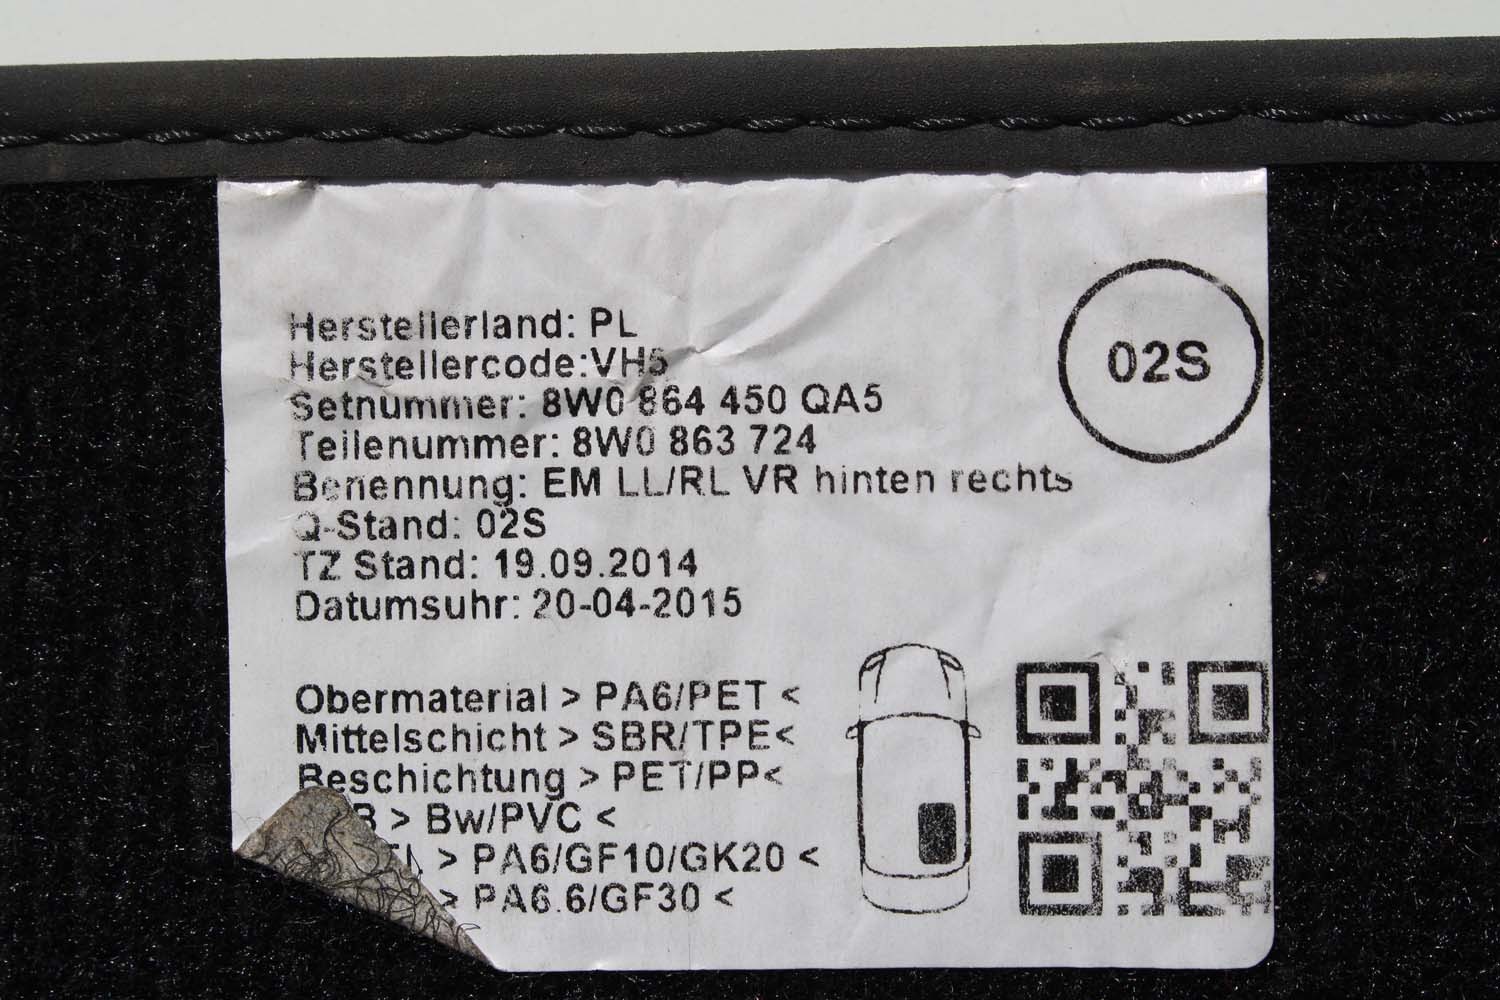 Herstellerland: PL
Herstellercode:VH5
Setnummer: 8W0 864 450 QA5
Teilenummer: 8W0 863 724
Benennung: EM LL/RL VR hinten rechts
Q-Stand: 02S
TZ Stand: 19.09.2014
Datumsuhr: 20-04-2015
02S
Obermaterial > PA6/PET <
Mittelschicht > SBR/TPE<
Beschichtung > PET/PP<
> Bw/PVC <
> PA6/GF10/GK20 <
> PA6.6/GF30 <